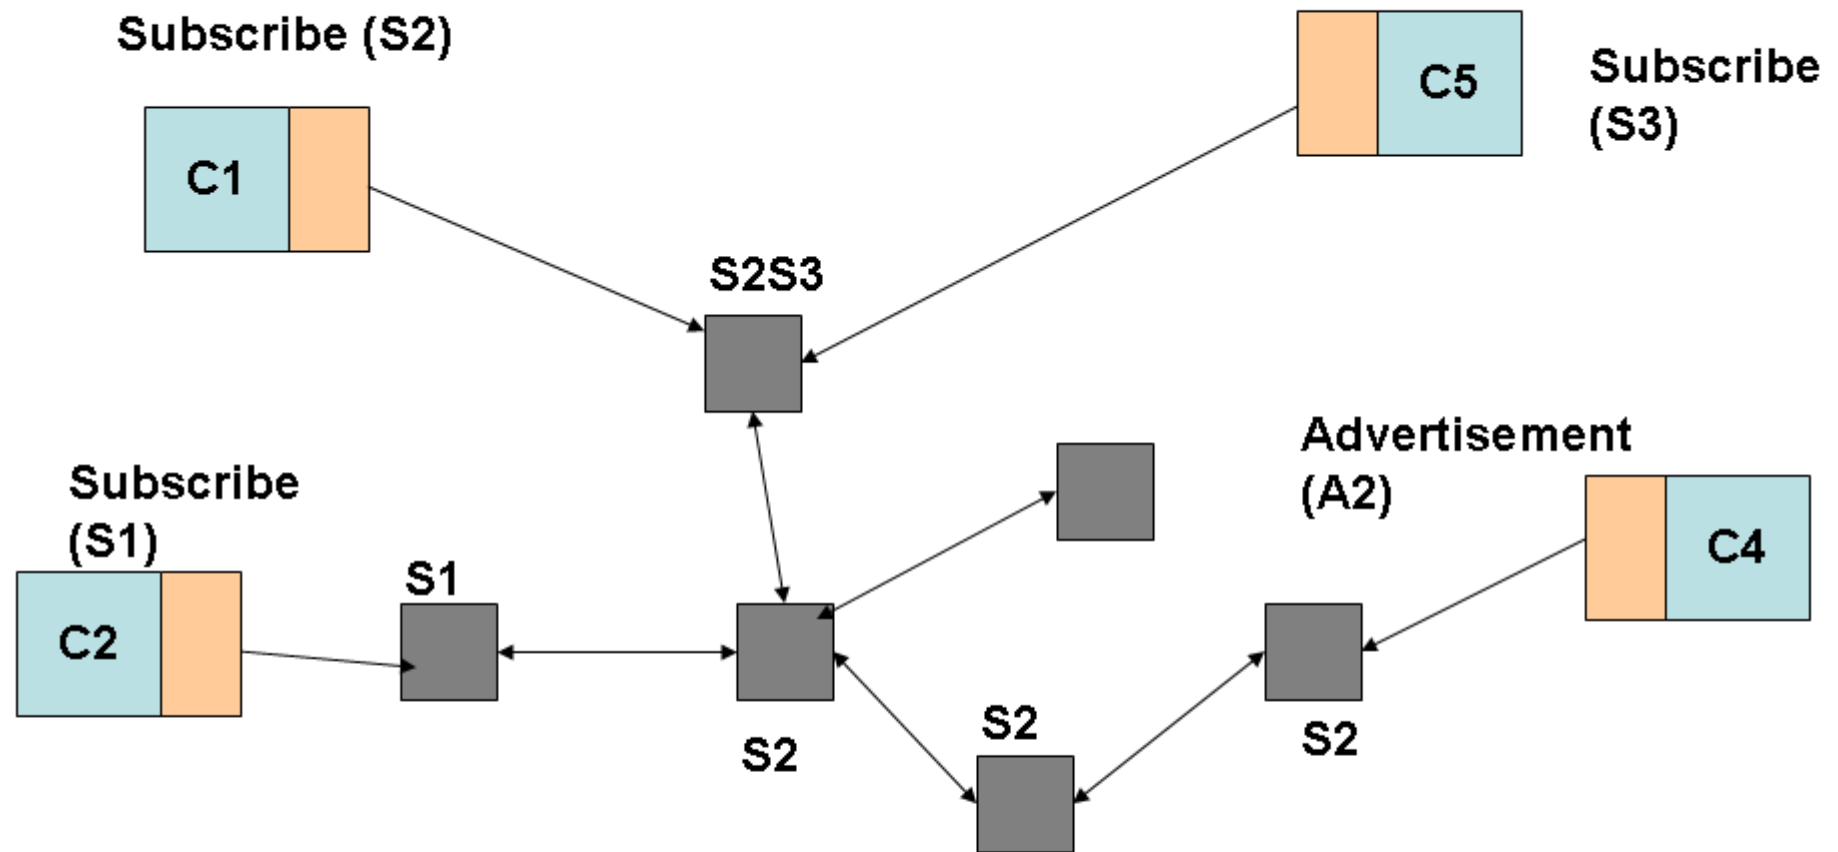 Subscribe (S2)
C5
Subscribe
(S3)
C1
S2S3
Advertisement
(A2)
Subscribe
(S1)
C4
S1
C2
S2
S2
S2